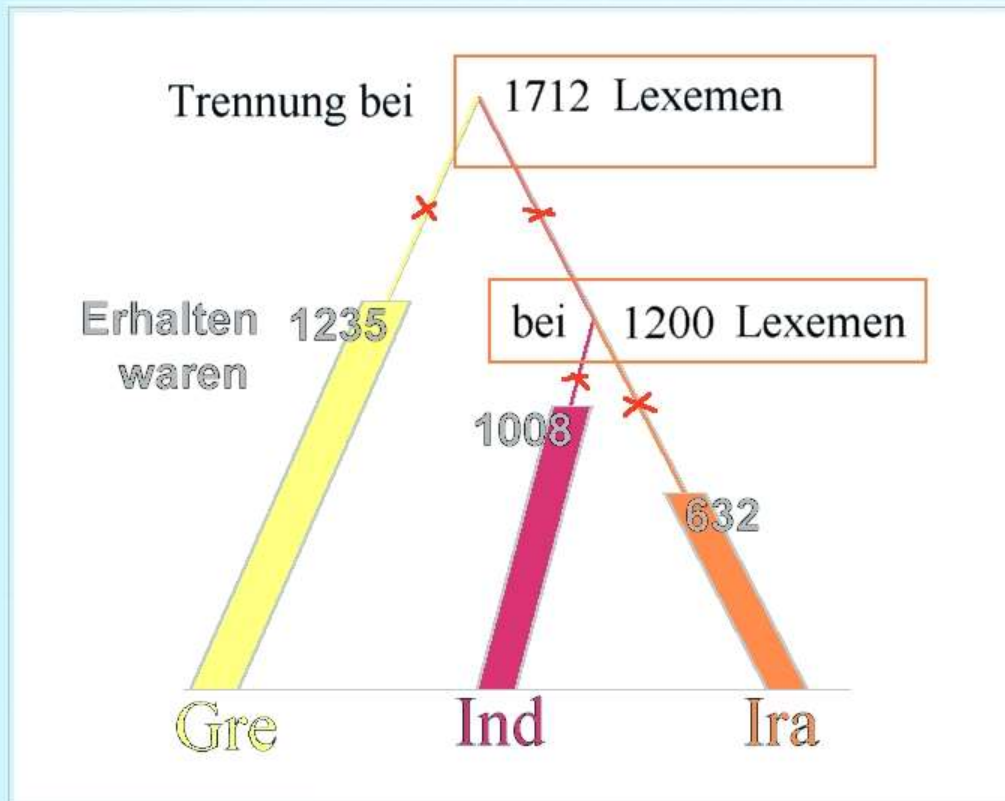 Trennung bei 1712 Lexemen
Erhalten waren 1235
bei 1200 Lexemen
1008
632
Gre Ind Ira